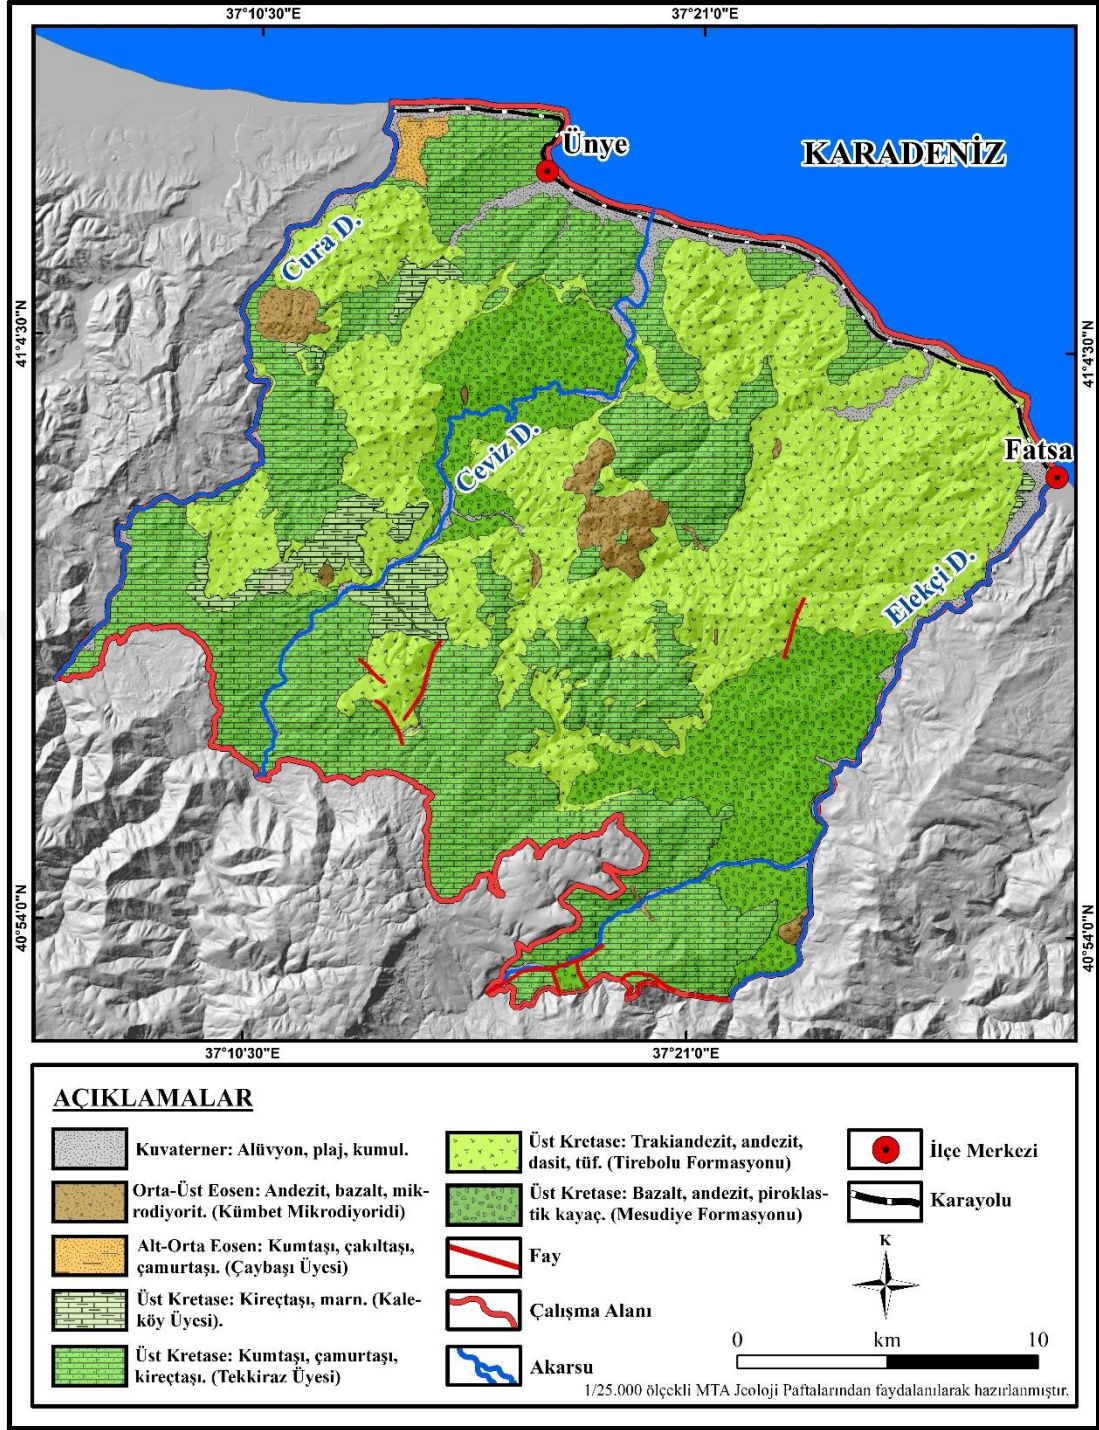 37°10'30"E
37°21'0"E
Ünye
KARADENİZ
Cura D.
41°4'30"N
41°4'30"N
Ceviz D.
Fatsa
Elekçi D.
40°54'0"N
40°54'0"N
37°10'30"E
37°21'0"E
AÇIKLAMALAR
Kuvaterner: Alüvyon, plaj, kumul.
Orta-Üst Eosen: Andezit, bazalt, mik-
rodiyorit. (Kümbet Mikrodiyoridi)
Alt-Orta Eosen: Kumtaşı, çakıltaşı,
çamurtaşı. (Çaybaşı Üyesi)
Üst Kretase: Kireçtaşı, marn. (Kale-
köy Üyesi).
Üst Kretase: Kumtaşı, çamurtaşı,
kireçtaşı. (Tekkiraz Üyesi)
Üst Kretase: Trakiandezit, andezit,
dasit, tüf. (Tirebolu Formasyonu)
Üst Kretase: Bazalt, andezit, piroklas-
tik kayaç. (Mesudiye Formasyonu)
Fay
Çalışma Alanı
Akarsu
İlçe Merkezi
Karayolu
K
0 km 10
1/25.000 ölçekli MTA Jeoloji Paftalarından faydalanılarak hazırlanmıştır.